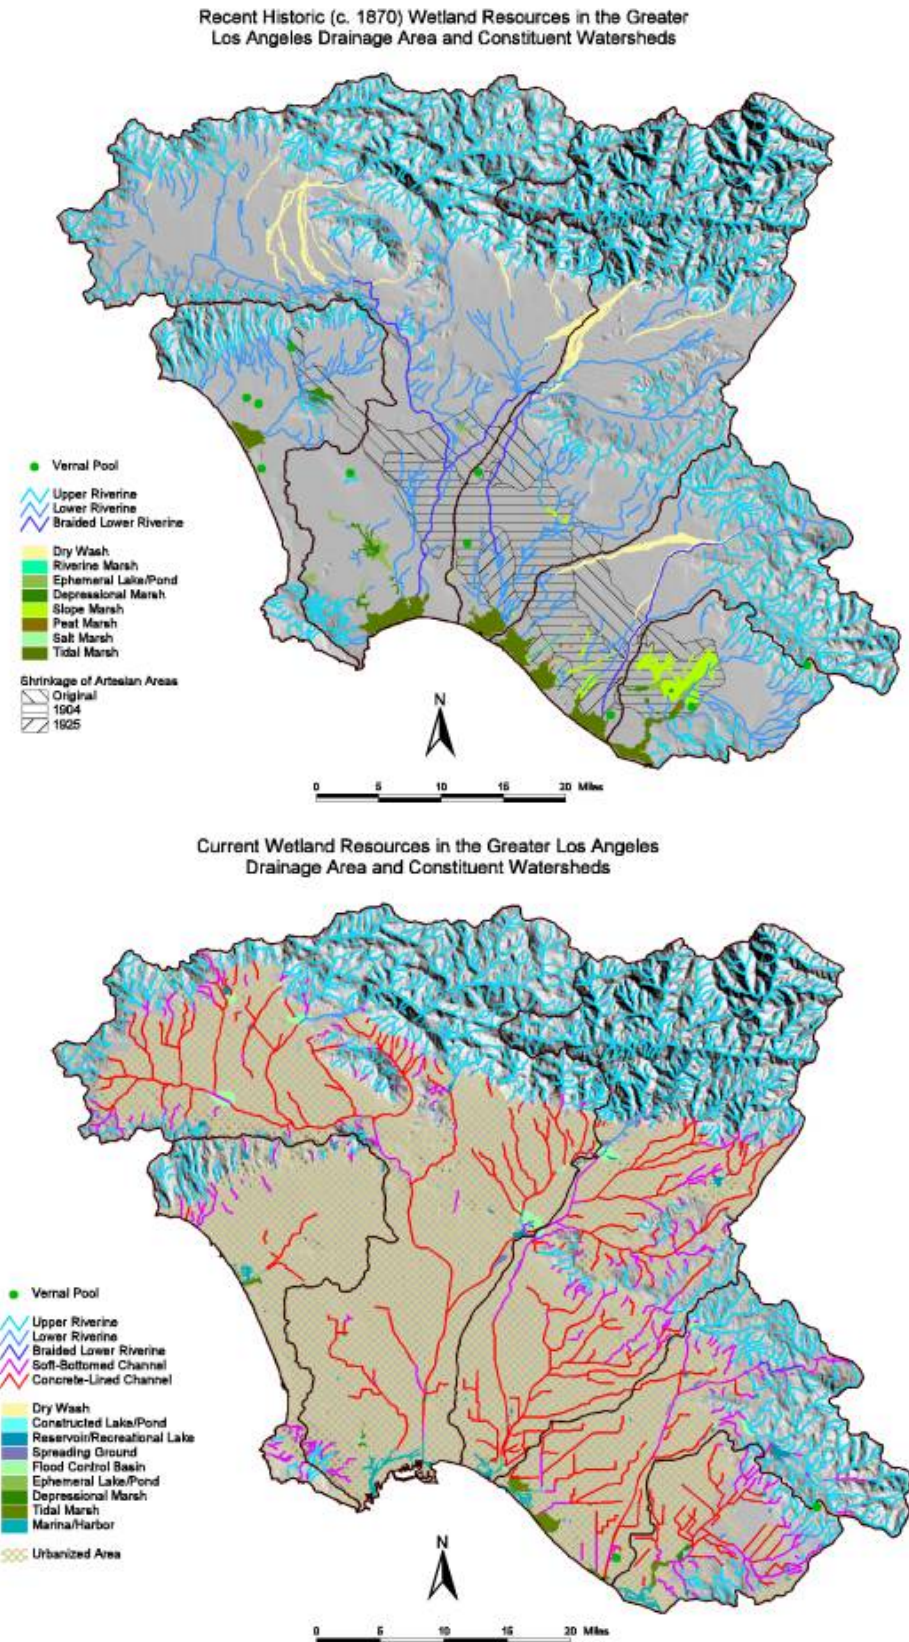 Recent Historic (c. 1870) Wetland Resources in the Greater
Los Angeles Drainage Area and Constituent Watersheds
Vernal Pool
Upper Riverine
Lower Riverine
Braided Lower Riverine
Dry Wash
Riverine Marsh
Ephemeral Lake/Pond
Depressional Marsh
Slope Marsh
Peat Marsh
Salt Marsh
Tidal Marsh
Shrinkage of Artesian Areas
Original
1904
1925
N
0 5 10 15 20 Miles
Current Wetland Resources in the Greater Los Angeles
Drainage Area and Constituent Watersheds
Vernal Pool
Upper Riverine
Lower Riverine
Braided Lower Riverine
Soft-Bottomed Channel
Concrete-Lined Channel
Dry Wash
Constructed Lake/Pond
Reservoir/Recreational Lake
Spreading Ground
Flood Control Basin
Ephemeral Lake/Pond
Depressional Marsh
Tidal Marsh
Marina/Harbor
Urbanized Area
N
0 5 10 15 20 Miles